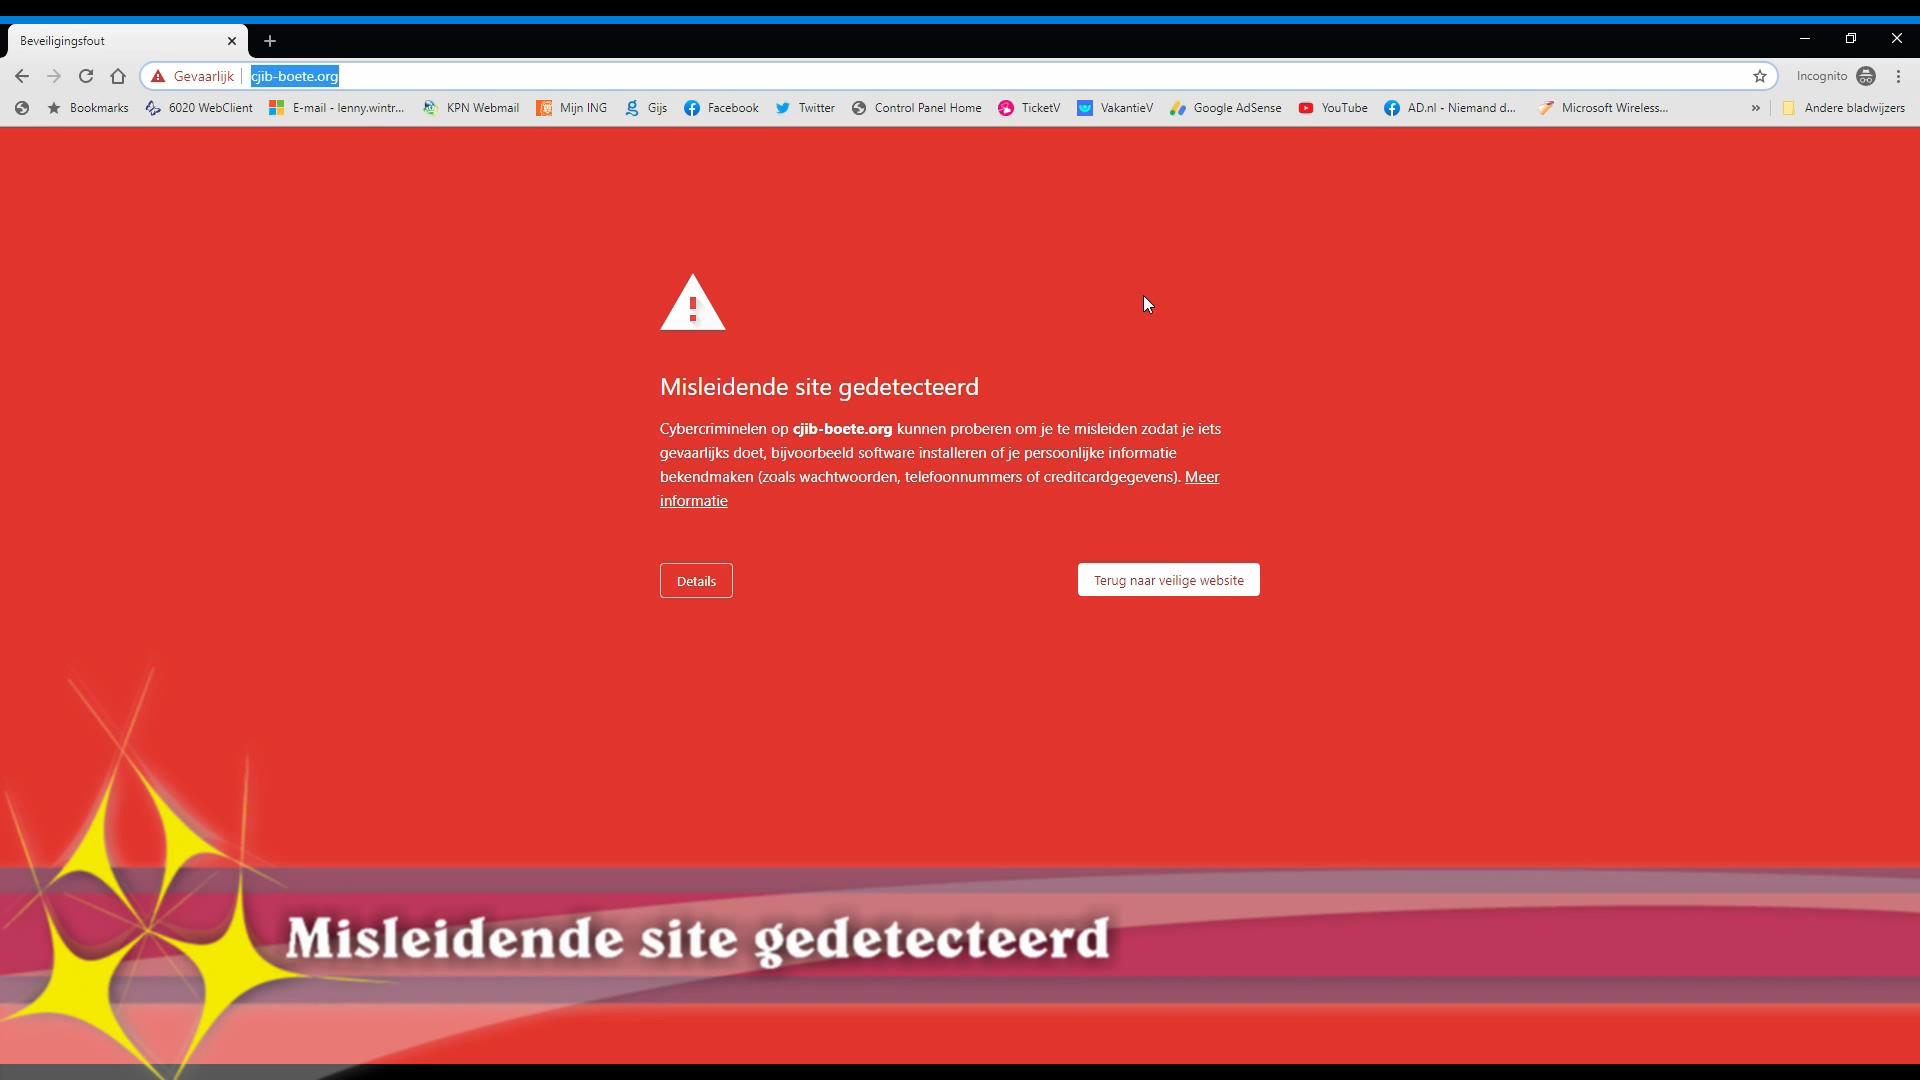 Beveiligingsfout
Gevaarlijk cjib-boete.org Incognito
Bookmarks 6020 WebClient E-mail - lenny.wintr... KPN Webmail Mijn ING Gijs Facebook Twitter Control Panel Home TicketV VakantieV Google AdSense YouTube AD.nl - Niemand d... Microsoft Wireless... » Andere bladwijzers
Misleidende site gedetecteerd
Cybercriminelen op cjib-boete.org kunnen proberen om je te misleiden zodat je iets
gevaarlijks doet, bijvoorbeeld software installeren of je persoonlijke informatie
bekendmaken (zoals wachtwoorden, telefoonnummers of creditcardgegevens). Meer
informatie
Details Terug naar veilige website
Misleidende site gedetecteerd